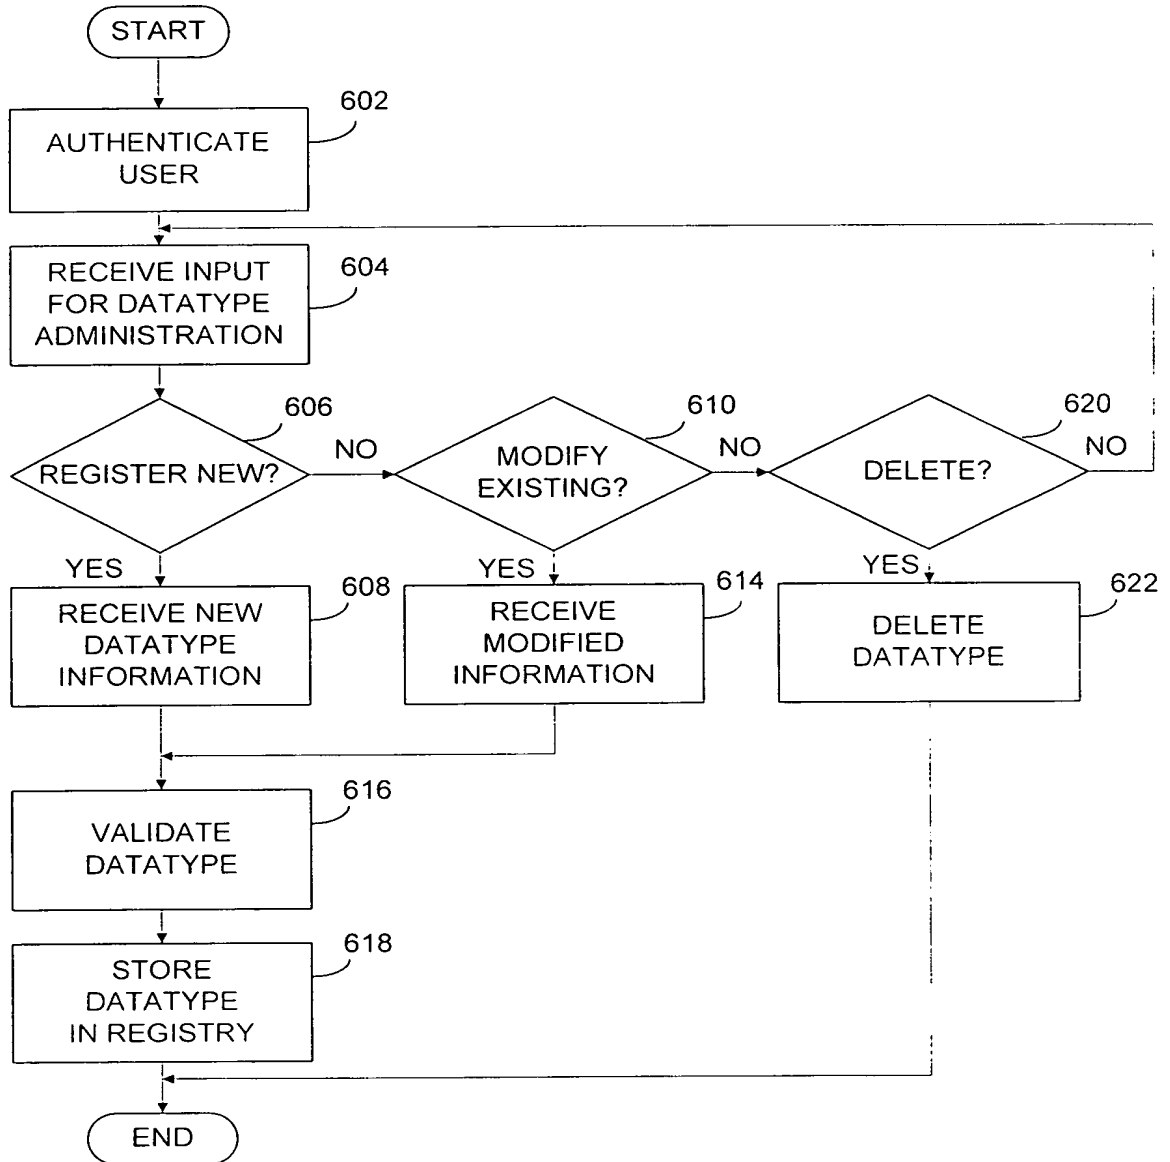 START
602
AUTHENTICATE
USER
604
RECEIVE INPUT
FOR DATATYPE
ADMINISTRATION
606
REGISTER NEW?
NO
610
MODIFY
EXISTING?
NO
620
DELETE?
NO
YES
YES
YES
608
RECEIVE NEW
DATATYPE
INFORMATION
614
RECEIVE
MODIFIED
INFORMATION
622
DELETE
DATATYPE
616
VALIDATE
DATATYPE
618
STORE
DATATYPE
IN REGISTRY
END